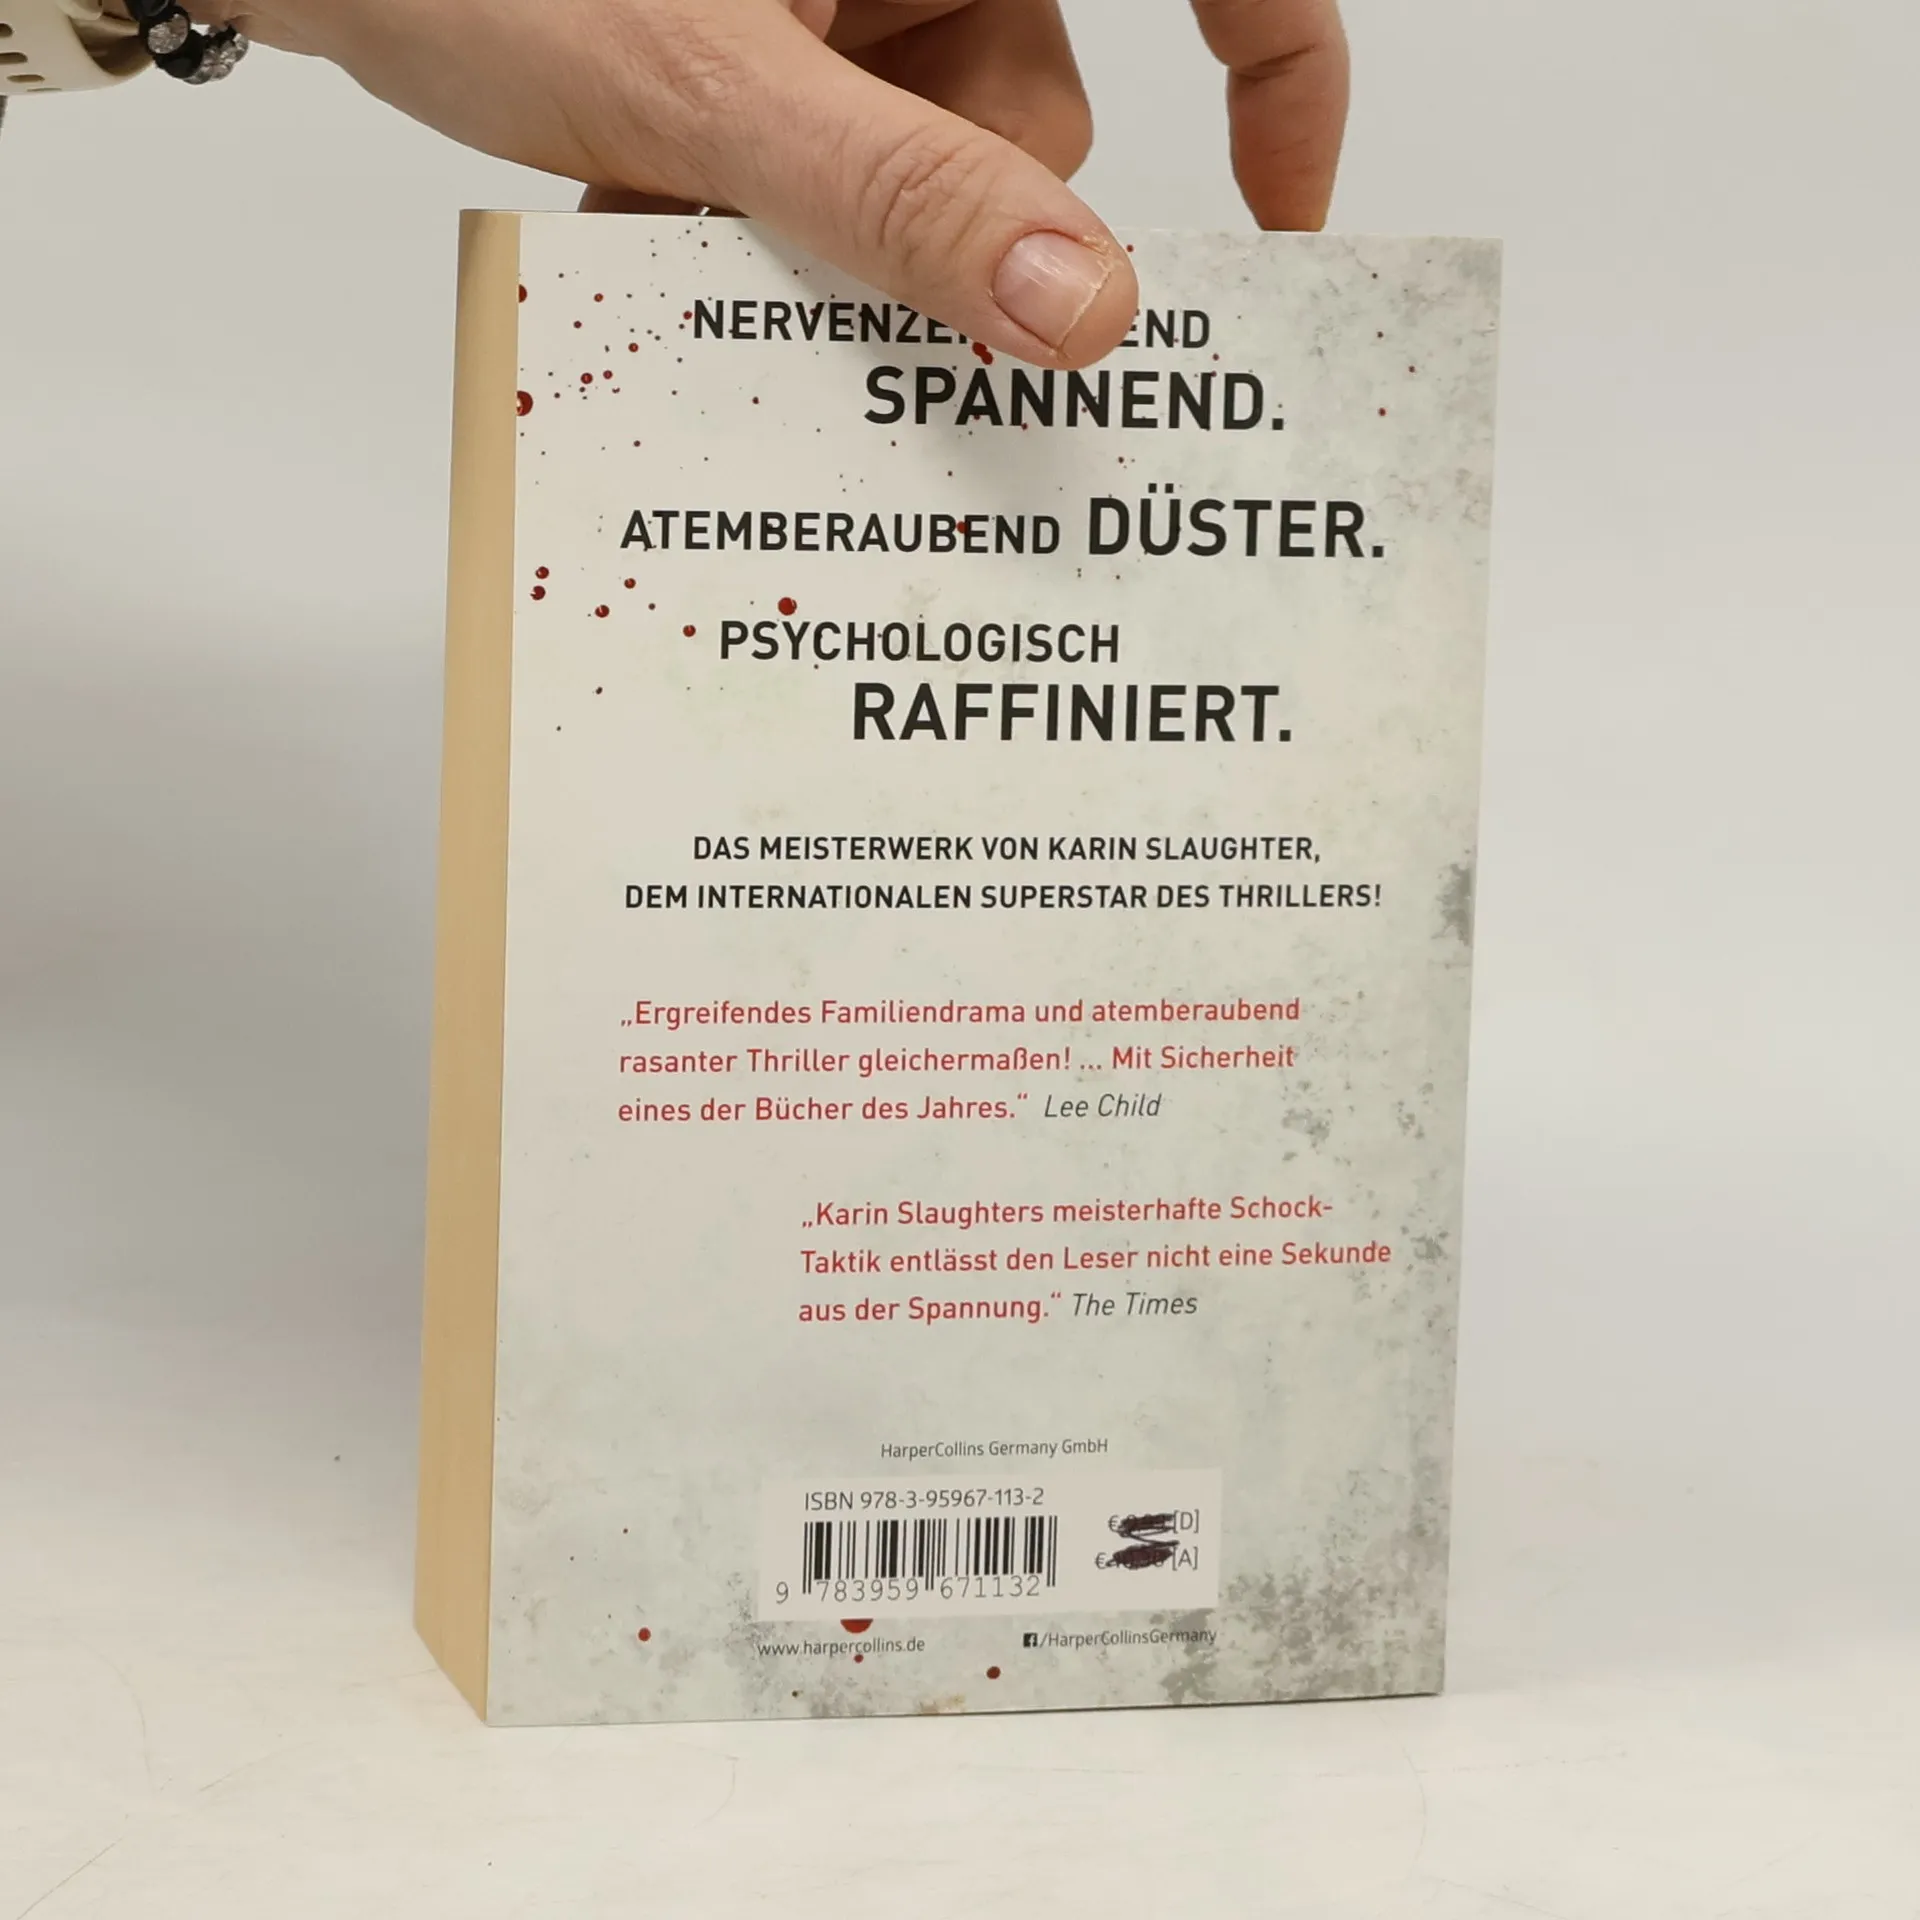 END
SPANNEND.
ATEMBERAUBEND DÜSTER.
PSYCHOLOGISCH
RAFFINIERT.
DAS MEISTERWERK VON KARIN SLAUGHTER,
DEM INTERNATIONALEN SUPERSTAR DES THRILLERS!
„Ergreifendes Familiendrama und atemberaubend
rasanter Thriller gleichermaßen! ... Mit Sicherheit
eines der Bücher des Jahres.“ Lee Child
„Karin Slaughters meisterhafte Schock-
Taktik entlässt den Leser nicht eine Sekunde
aus der Spannung.“ The Times
HarperCollins Germany GmbH
ISBN 978-3-95967-113-2
€ [D]
€ [A]
9 783959 671132
www.harpercollins.de
/HarperCollinsGermany